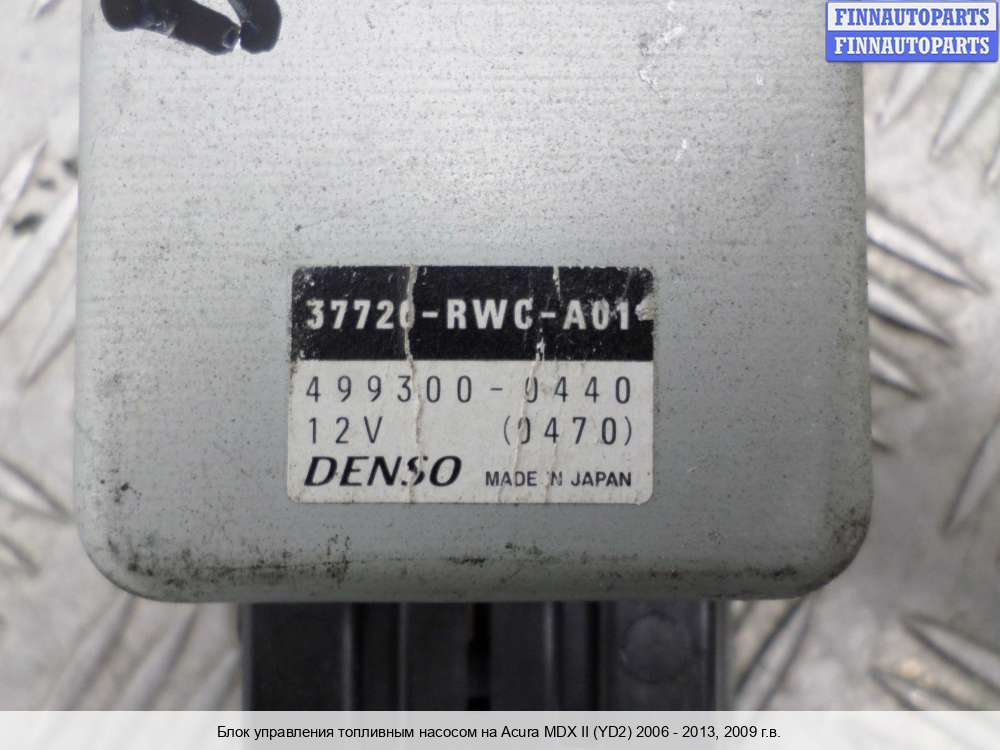 FINNAUTOPARTS
FINNAUTOPARTS
37720-RWC-A01
499300-0440
12V (0470)
DENSO MADE IN JAPAN
Блок управления топливным насосом на Acura MDX II (YD2) 2006 - 2013, 2009 г.в.